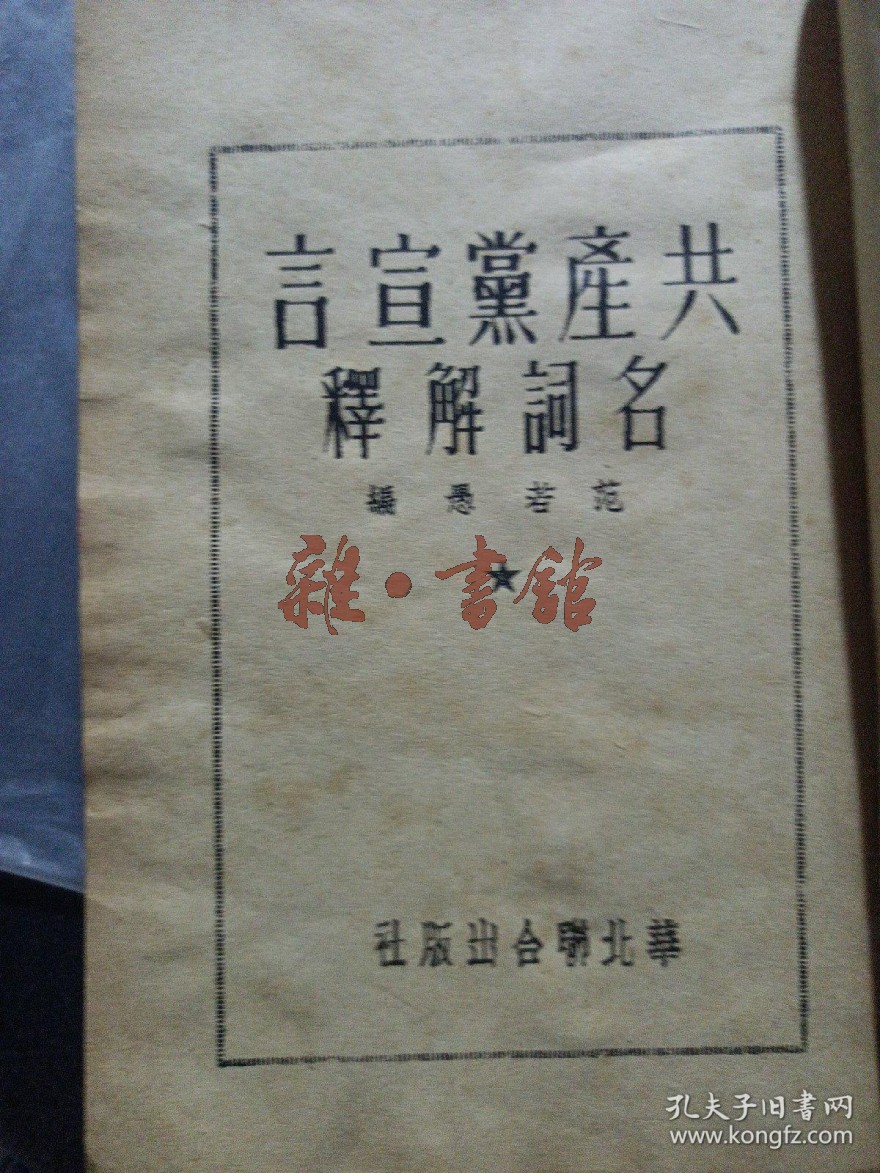 共產黨宣言
名詞解釋
范若愚編
雜·書館
華北聯合出版社
孔夫子旧书网
www.kongfz.com